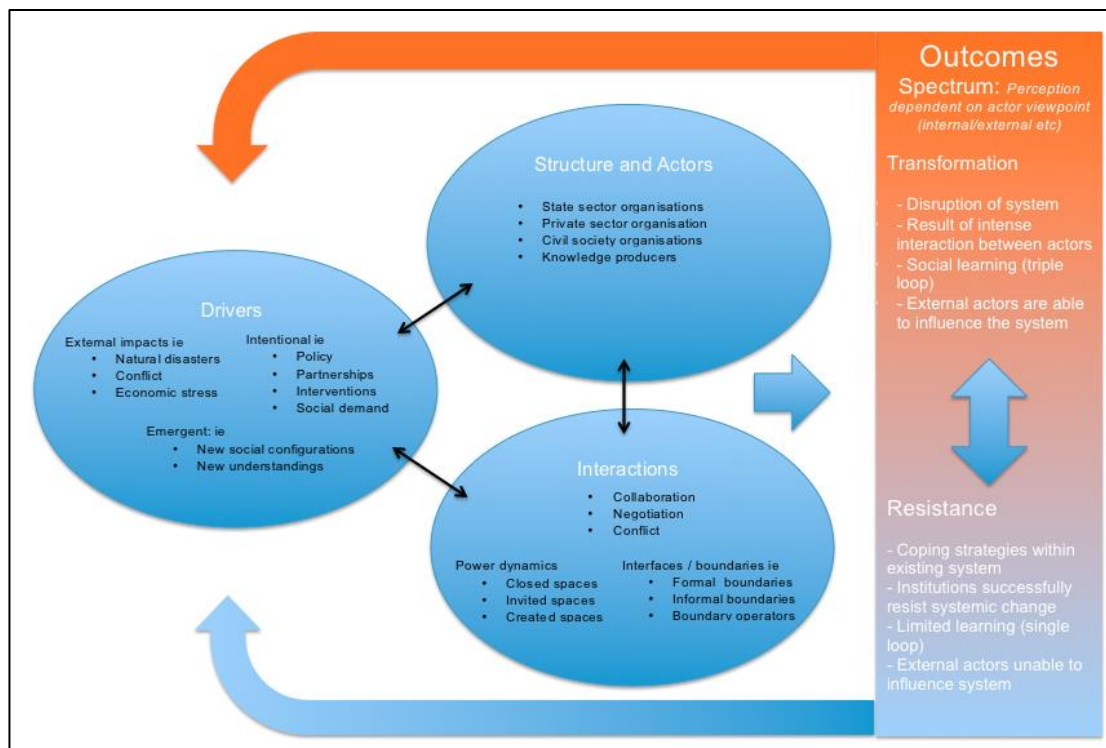 Outcomes
Spectrum: Perception
dependent on actor viewpoint
(internal/external etc)
Transformation
• - Disruption of system
• - Result of intense
interaction between actors
• - Social learning (triple
loop)
• - External actors are able
to influence the system
Resistance
- Coping strategies within
existing system
- Institutions successfully
resist systemic change
- Limited learning (single
loop)
- External actors unable to
influence system
Structure and Actors
• State sector organisations
• Private sector organisation
• Civil society organisations
• Knowledge producers
Drivers
External impacts ie
• Natural disasters
• Conflict
• Economic stress
Intentional ie
• Policy
• Partnerships
• Interventions
• Social demand
Emergent: ie
• New social configurations
• New understandings
Interactions
• Collaboration
• Negotiation
• Conflict
Power dynamics
• Closed spaces
• Invited spaces
• Created spaces
Interfaces / boundaries ie
• Formal boundaries
• Informal boundaries
• Boundary operators